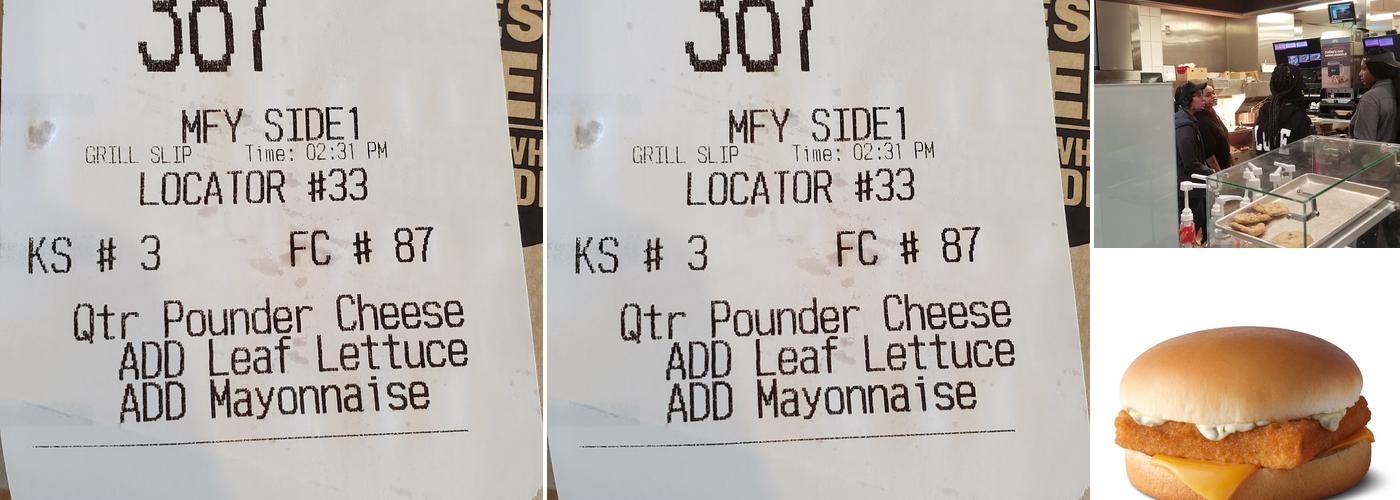 307
MFY SIDE1
GRILL SLIP Time: 02:31 PM
LOCATOR #33
KS # 3 FC # 87
Qtr Pounder Cheese
ADD Leaf Lettuce
ADD Mayonnaise
307
MFY SIDE1
GRILL SLIP Time: 02:31 PM
LOCATOR #33
KS # 3 FC # 87
Qtr Pounder Cheese
ADD Leaf Lettuce
ADD Mayonnaise